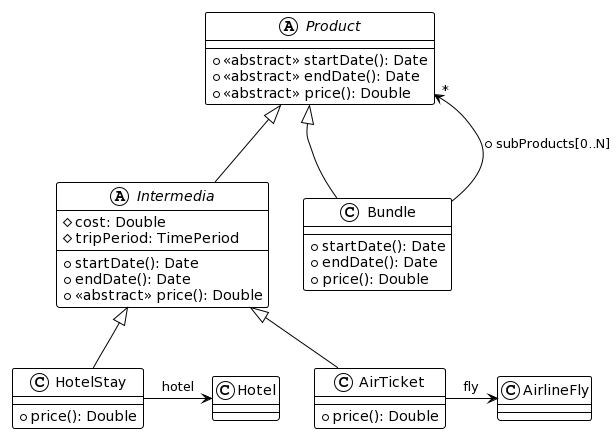 A Product
«abstract» startDate(): Date
«abstract» endDate(): Date
«abstract» price(): Double
*
subProducts[0..N]
A Intermedia
cost: Double
tripPeriod: TimePeriod
startDate(): Date
endDate(): Date
«abstract» price(): Double
C Bundle
startDate(): Date
endDate(): Date
price(): Double
C HotelStay
price(): Double
hotel
C Hotel
C AirTicket
price(): Double
fly
C AirlineFly